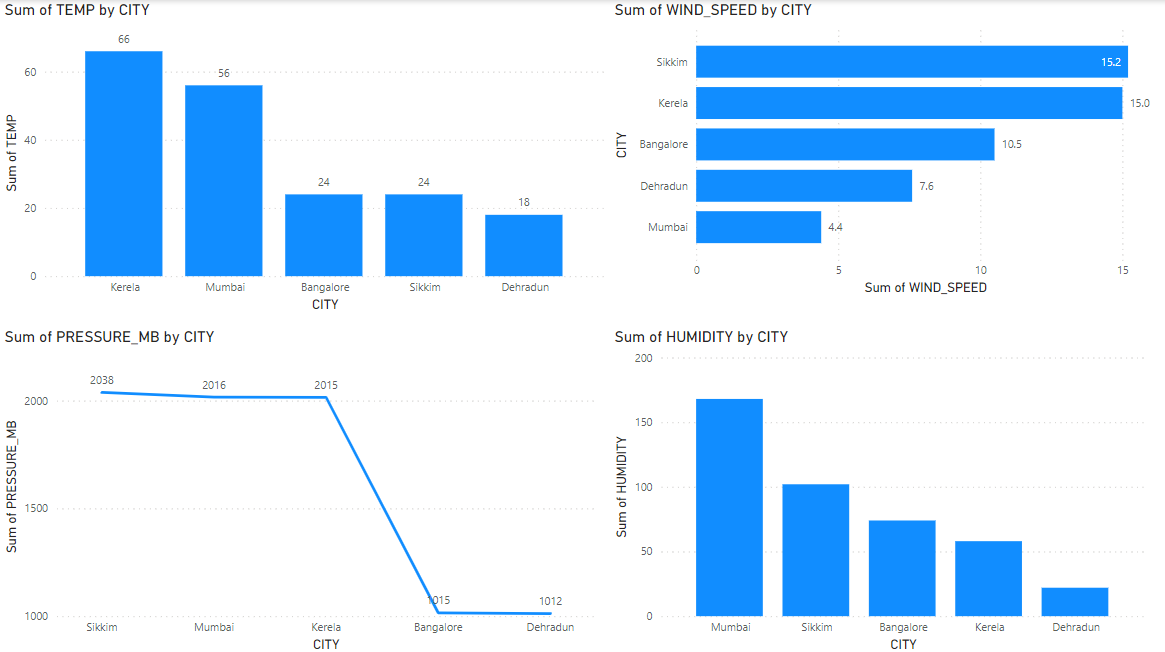 Sum of TEMP by CITY
Sum of TEMP
60
40
20
0
66
56
24
24
18
Kerela Mumbai Bangalore Sikkim Dehradun
CITY
Sum of WIND_SPEED by CITY
CITY
Sikkim 15.2
Kerela 15.0
Bangalore 10.5
Dehradun 7.6
Mumbai 4.4
0 5 10 15
Sum of WIND_SPEED
Sum of PRESSURE_MB by CITY
Sum of PRESSURE_MB
2000
1500
1000
2038
2016
2015
1015
1012
Sikkim Mumbai Kerela Bangalore Dehradun
CITY
Sum of HUMIDITY by CITY
Sum of HUMIDITY
200
150
100
50
0
Mumbai Sikkim Bangalore Kerela Dehradun
CITY